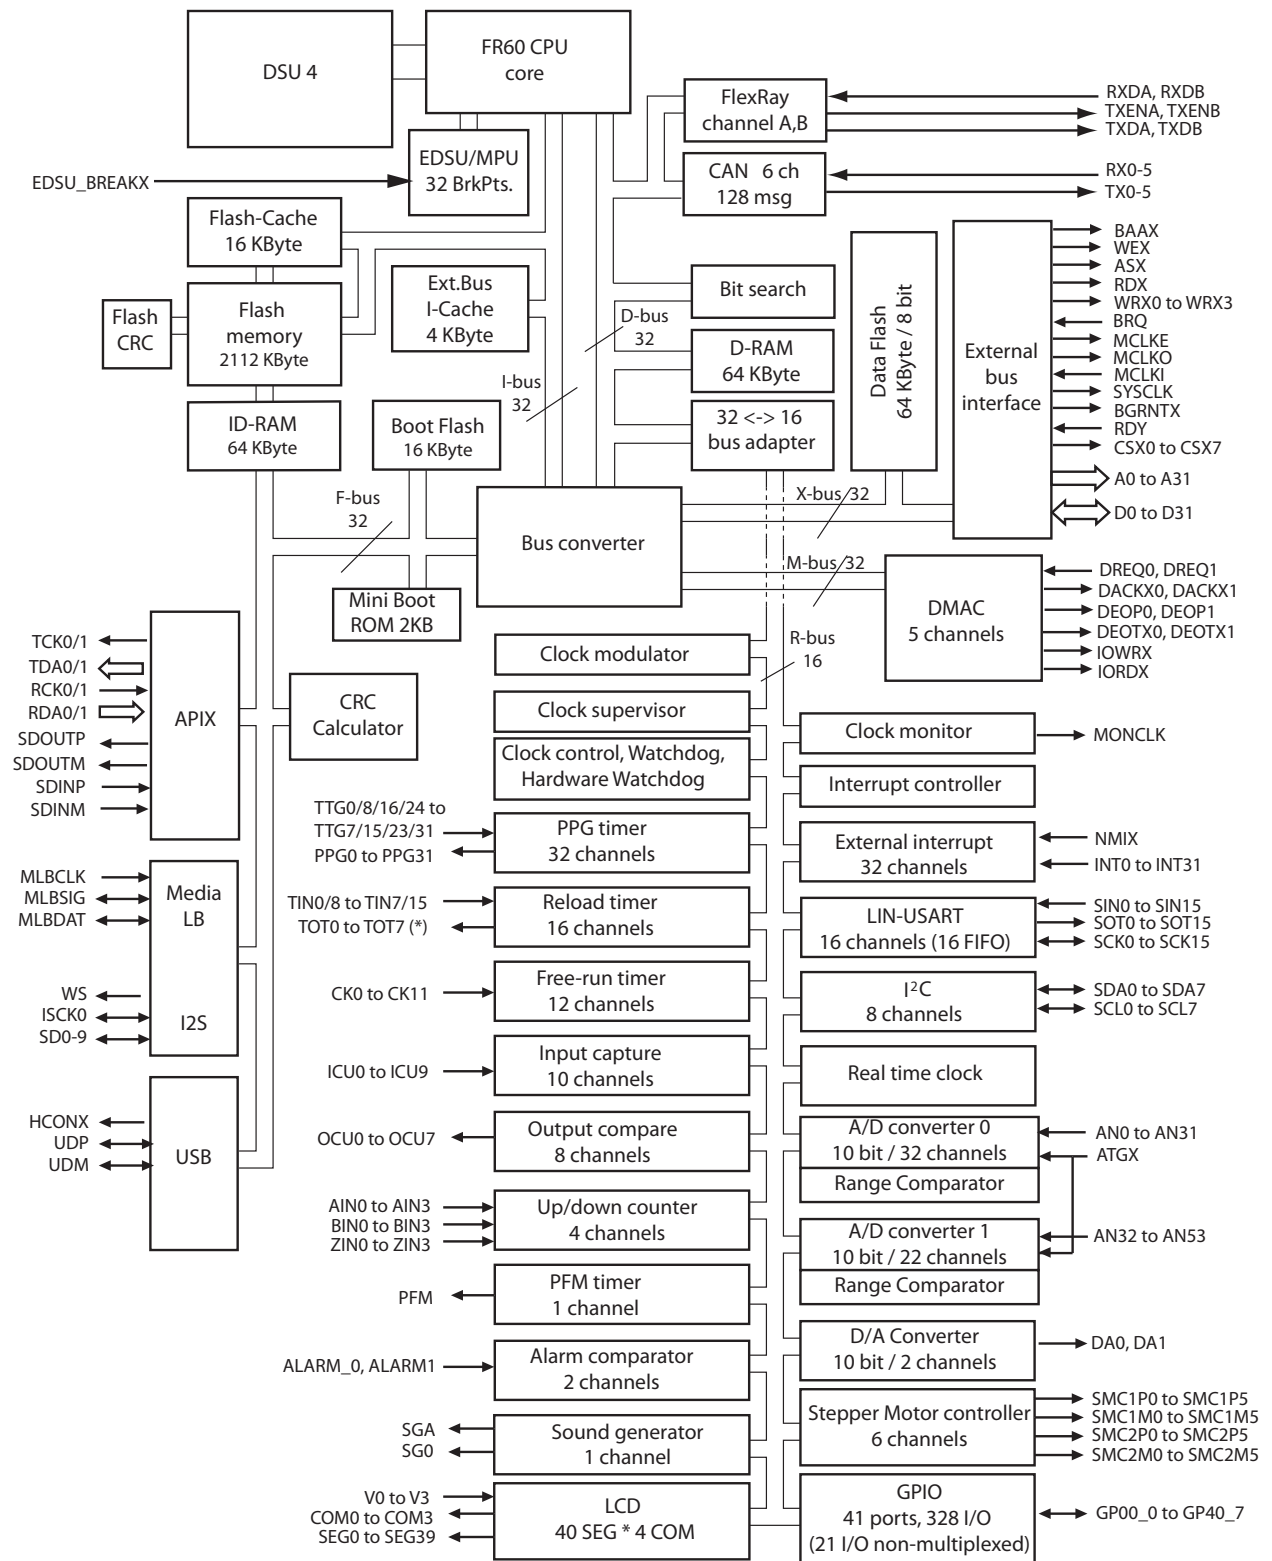 DSU 4
FR60 CPU
core
FlexRay
channel A,B
RXDA, RXDB
TXENA, TXENB
TXDA, TXDB
EDSU_BREAKX
EDSU/MPU
32 BrkPts.
CAN 6 ch
128 msg
RX0-5
TX0-5
Flash-Cache
16 KByte
Flash
CRC
Flash
memory
2112 KByte
Ext.Bus
I-Cache
4 KByte
D-bus
32
Bit search
D-RAM
64 KByte
Data Flash
64 KByte / 8 bit
External
bus
interface
BAAX
WEX
ASX
RDX
WRX0 to WRX3
BRQ
MCLKE
MCLKO
MCLKI
SYSCLK
BGRNTX
RDY
CSX0 to CSX7
A0 to A31
D0 to D31
ID-RAM
64 KByte
Boot Flash
16 KByte
I-bus
32
32 <-> 16
bus adapter
F-bus
32
Bus converter
X-bus 32
M-bus 32
Mini Boot
ROM 2KB
DMAC
5 channels
DREQ0, DREQ1
DACKX0, DACKX1
DEOP0, DEOP1
DEOTX0, DEOTX1
IOWRX
IORDX
R-bus
16
TCK0/1
TDA0/1
RCK0/1
RDA0/1
SDOUTP
SDOUTM
SDINP
SDINM
APIX
CRC
Calculator
MLBCLK
MLBSIG
MLBDAT
Media
LB
WS
ISCK0
SD0-9
I2S
HCONX
UDP
UDM
USB
Clock modulator
Clock supervisor
Clock control, Watchdog,
Hardware Watchdog
TTG0/8/16/24 to
TTG7/15/23/31
PPG0 to PPG31
PPG timer
32 channels
TIN0/8 to TIN7/15
TOT0 to TOT7 (*)
Reload timer
16 channels
CK0 to CK11
Free-run timer
12 channels
ICU0 to ICU9
Input capture
10 channels
OCU0 to OCU7
Output compare
8 channels
AIN0 to AIN3
BIN0 to BIN3
ZIN0 to ZIN3
Up/down counter
4 channels
PFM
PFM timer
1 channel
ALARM_0, ALARM1
Alarm comparator
2 channels
SGA
SG0
Sound generator
1 channel
V0 to V3
COM0 to COM3
SEG0 to SEG39
LCD
40 SEG * 4 COM
Clock monitor
MONCLK
Interrupt controller
External interrupt
32 channels
NMIX
INT0 to INT31
LIN-USART
16 channels (16 FIFO)
SIN0 to SIN15
SOT0 to SOT15
SCK0 to SCK15
I2C
8 channels
SDA0 to SDA7
SCL0 to SCL7
Real time clock
A/D converter 0
10 bit / 32 channels
Range Comparator
AN0 to AN31
ATGX
A/D converter 1
10 bit / 22 channels
Range Comparator
AN32 to AN53
D/A Converter
10 bit / 2 channels
DA0, DA1
Stepper Motor controller
6 channels
SMC1P0 to SMC1P5
SMC1M0 to SMC1M5
SMC2P0 to SMC2P5
SMC2M0 to SMC2M5
GPIO
41 ports, 328 I/O
(21 I/O non-multiplexed)
GP00_0 to GP40_7